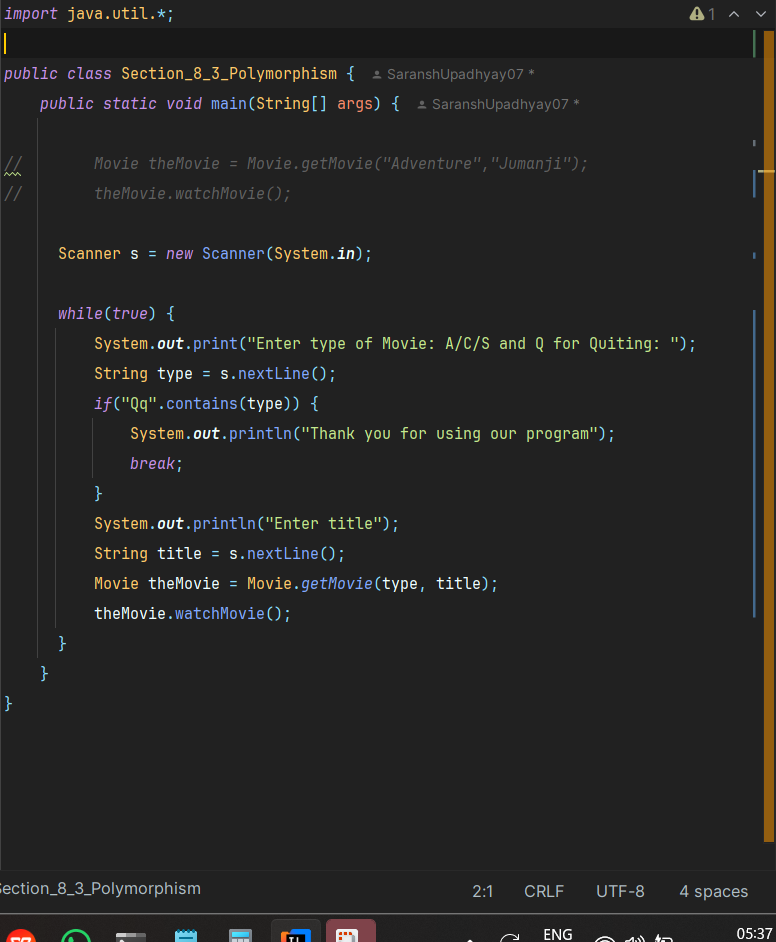 import java.util.*;
1
public class Section_8_3_Polymorphism { SaranshUpadhyay07 *
public static void main(String[] args) { SaranshUpadhyay07 *
// Movie theMovie = Movie.getMovie("Adventure","Jumanji");
// theMovie.watchMovie();
Scanner s = new Scanner(System.in);
while(true) {
System.out.print("Enter type of Movie: A/C/S and Q for Quiting: ");
String type = s.nextLine();
if("Qq".contains(type)) {
System.out.println("Thank you for using our program");
break;
}
System.out.println("Enter title");
String title = s.nextLine();
Movie theMovie = Movie.getMovie(type, title);
theMovie.watchMovie();
}
}
}
ection_8_3_Polymorphism 2:1 CRLF UTF-8 4 spaces
ENG 05:37